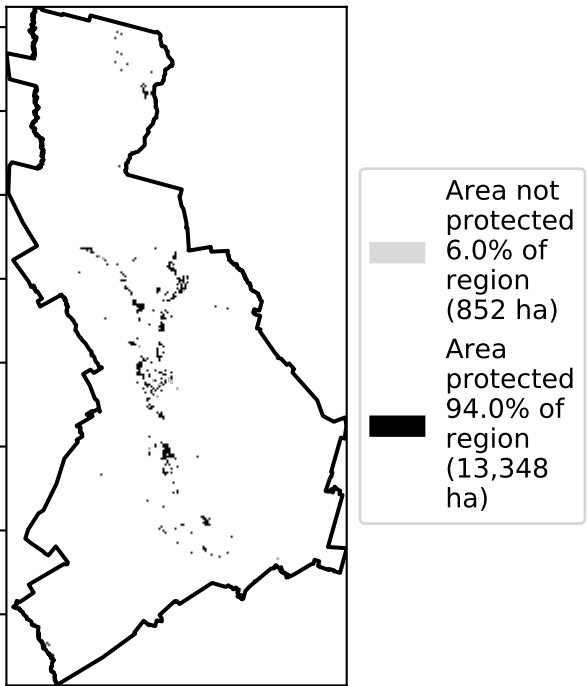 Area not
protected
6.0% of
region
(852 ha)
Area
protected
94.0% of
region
(13,348
ha)